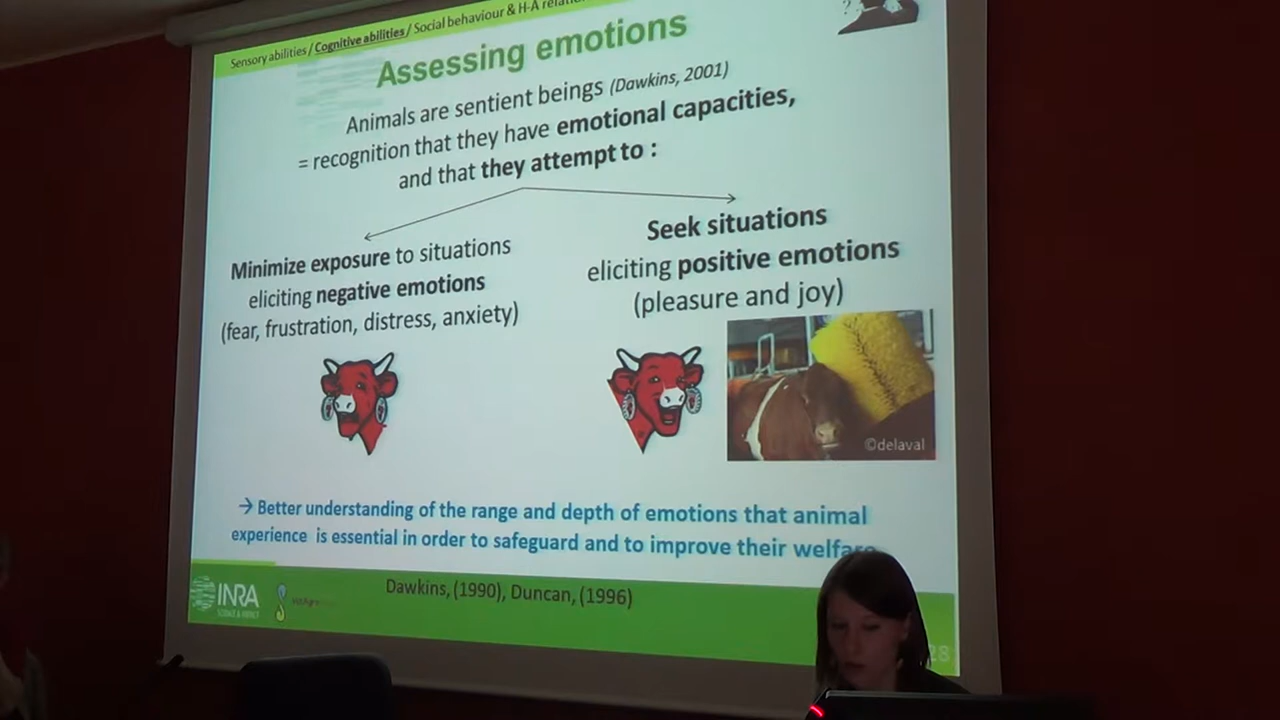 Sensory abilities / Cognitive abilities / Social behaviour & H-A
Assessing emotions
Animals are sentient beings (Dawkins, 2001)
= recognition that they have emotional capacities,
and that they attempt to :
Minimize exposure to situations
eliciting negative emotions
(fear, frustration, distress, anxiety)
Seek situations
eliciting positive emotions
(pleasure and joy)
©delaval
→ Better understanding of the range and depth of emotions that animal
experience is essential in order to safeguard and to improve their welfare
Dawkins, (1990), Duncan, (1996)
INRA
SCIENCE & IMPACT
28